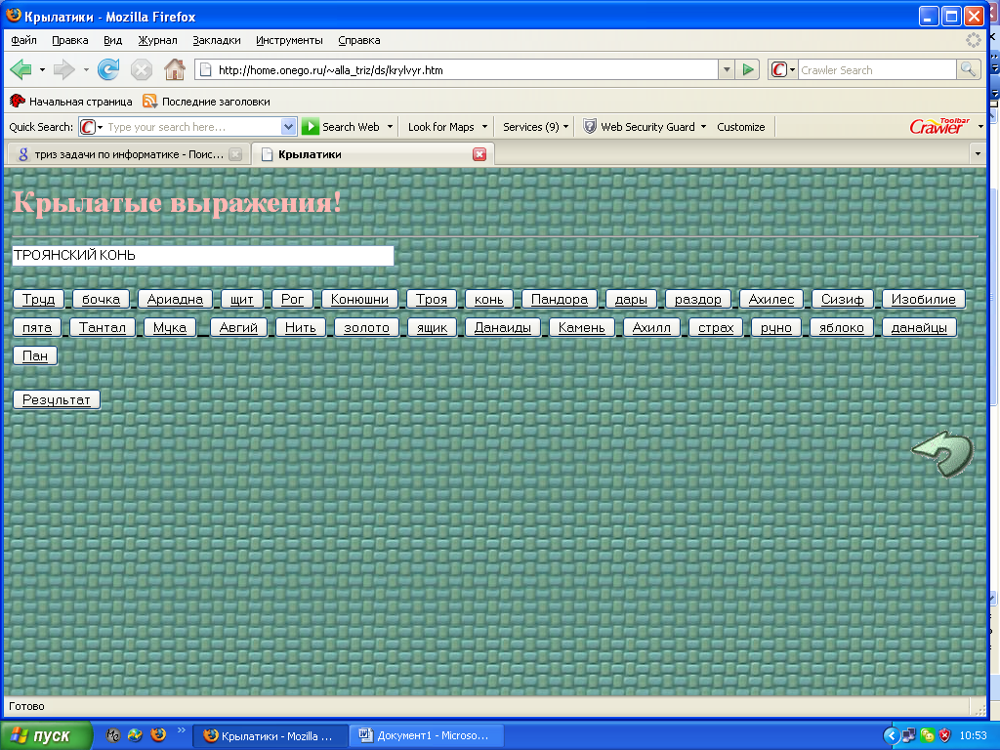 Крылатики - Mozilla Firefox
Файл Правка Вид Журнал Закладки Инструменты Справка
http://home.onego.ru/~alla_triz/ds/krylvyr.htm Crawler Search
Начальная страница Последние заголовки
Quick Search: Type your search here... Search Web Look for Maps Services (9) Web Security Guard Customize Crawler Toolbar
триз задачи по информатике - Поис... Крылатики
Крылатые выражения!
ТРОЯНСКИЙ КОНЬ
Труд бочка Ариадна щит Рог Конюшни Троя конь Пандора дары раздор Ахилес Сизиф Изобилие
пята Тантал Мука Авгий Нить золото ящик Данаиды Камень Ахилл страх руно яблоко данайцы
Пан
Результат
Готово
пуск Крылатики - Mozilla ... Документ1 - Microso... 10:53